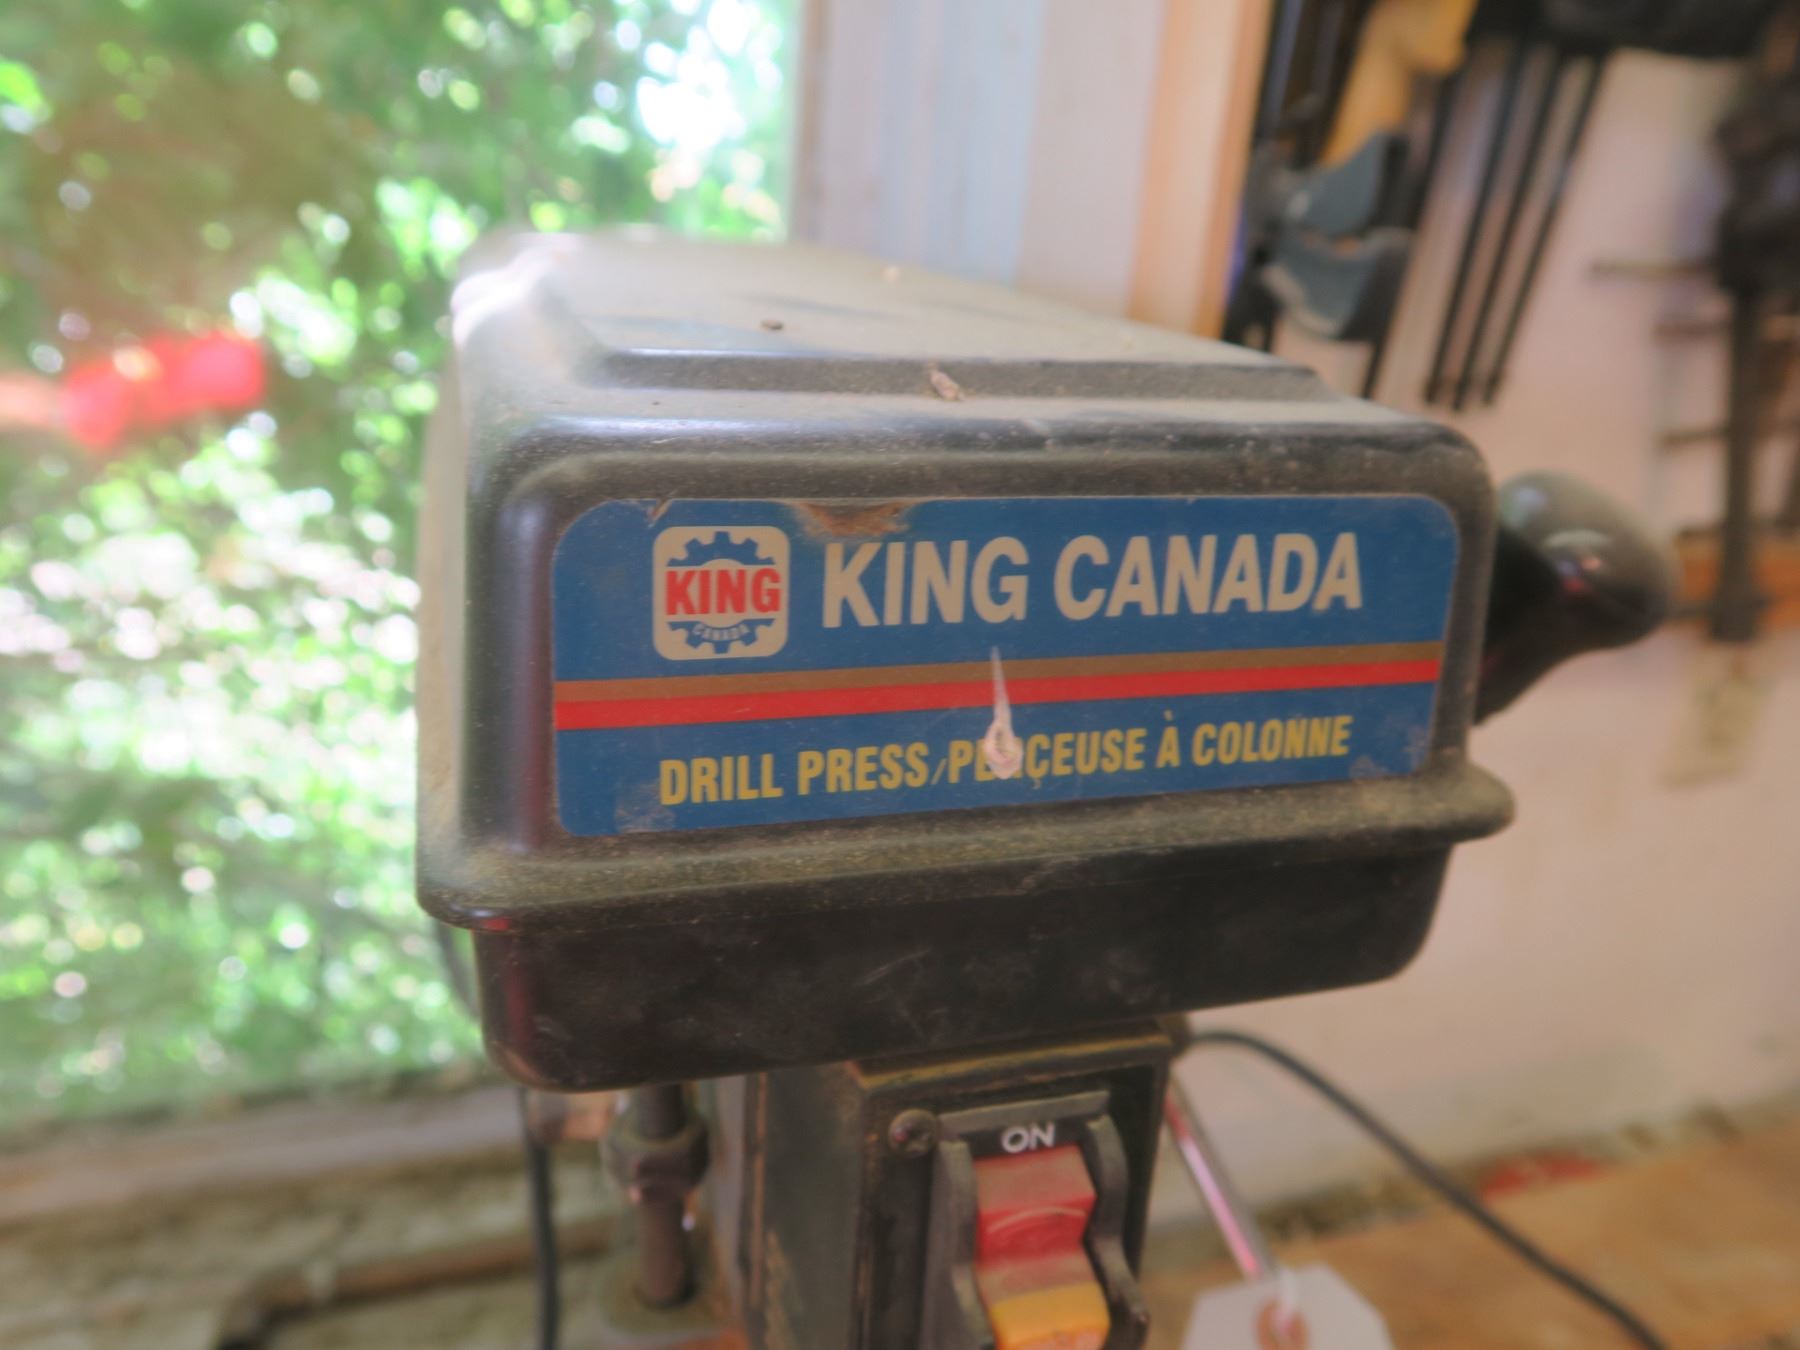 KING
CANADA
KING CANADA
DRILL PRESS/PERÇEUSE À COLONNE
ON